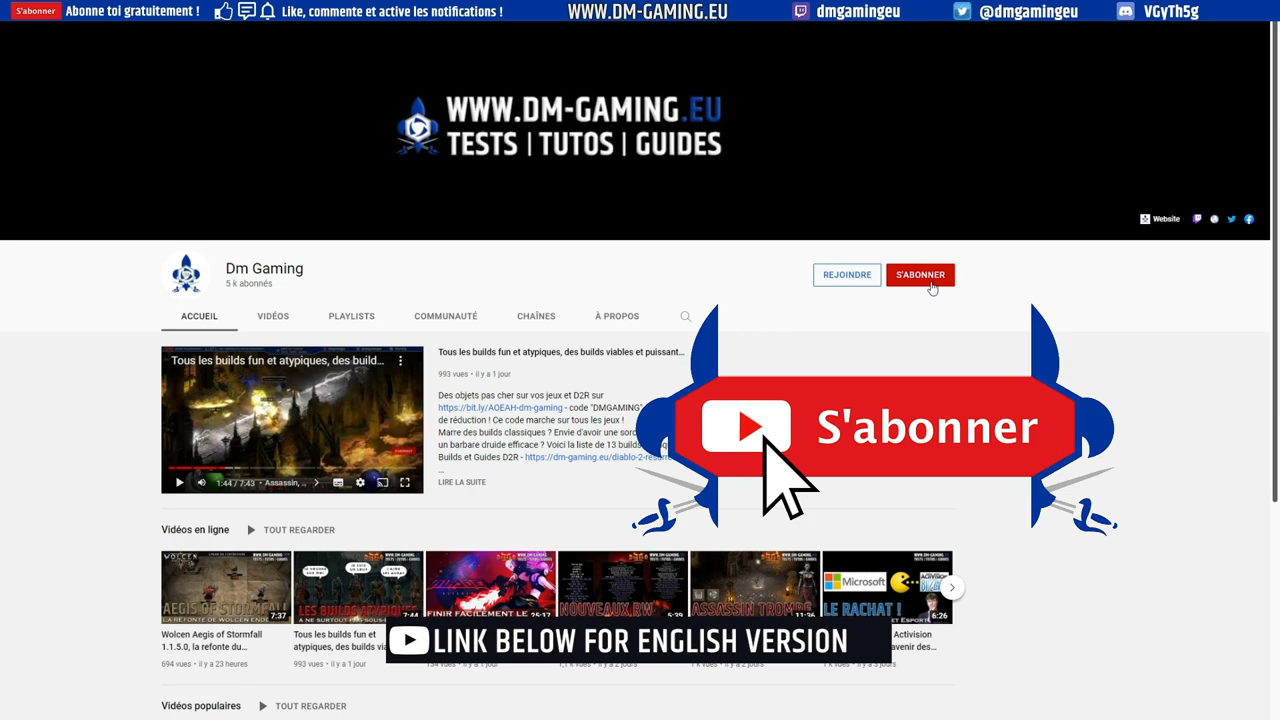 S'abonner Abonne toi gratuitement ! Like, commente et active les notifications ! WWW.DM-GAMING.EU dmgamingeu @dmgamingeu VGyTh5g
WWW.DM-GAMING.EU
TESTS | TUTOS | GUIDES
Website
Dm Gaming
5 k abonnés
REJOINDRE S'ABONNER
ACCUEIL VIDÉOS PLAYLISTS COMMUNAUTÉ CHAÎNES À PROPOS
Tous les builds fun et atypiques, des build...
1:44 / 7:43 • Assassin,
Tous les builds fun et atypiques, des builds viables et puissant...
993 vues • il y a 1 jour
Des objets pas cher sur vos jeux et D2R sur
https://bit.ly/AOEAH-dm-gaming - code "DMGAMING"
de réduction ! Ce code marche sur tous les jeux !
Marre des builds classiques ? Envie d'avoir une sorc
un barbare druide efficace ? Voici la liste de 13 builds
Builds et Guides D2R - https://dm-gaming.eu/diablo-2-resurre
...
LIRE LA SUITE
S'abonner
Vidéos en ligne TOUT REGARDER
WWW.DM-GAMING.EU
AEGIS OF STORMFALL
7:37
LES BUILDS ATYPIQUES
7:44
FINIR FACILEMENT LE
25:37
NOUVEAUX RW
5:39
ASSASSIN TROMBE
11:36
Microsoft
LE RACHAT !
6:26
Wolcen Aegis of Stormfall
1.1.5.0, la refonte du...
694 vues • il y a 23 heures
Tous les builds fun et
atypiques, des builds
993 vues • il y a 1 jour
Activision
LINK BELOW FOR ENGLISH VERSION
Vidéos populaires TOUT REGARDER